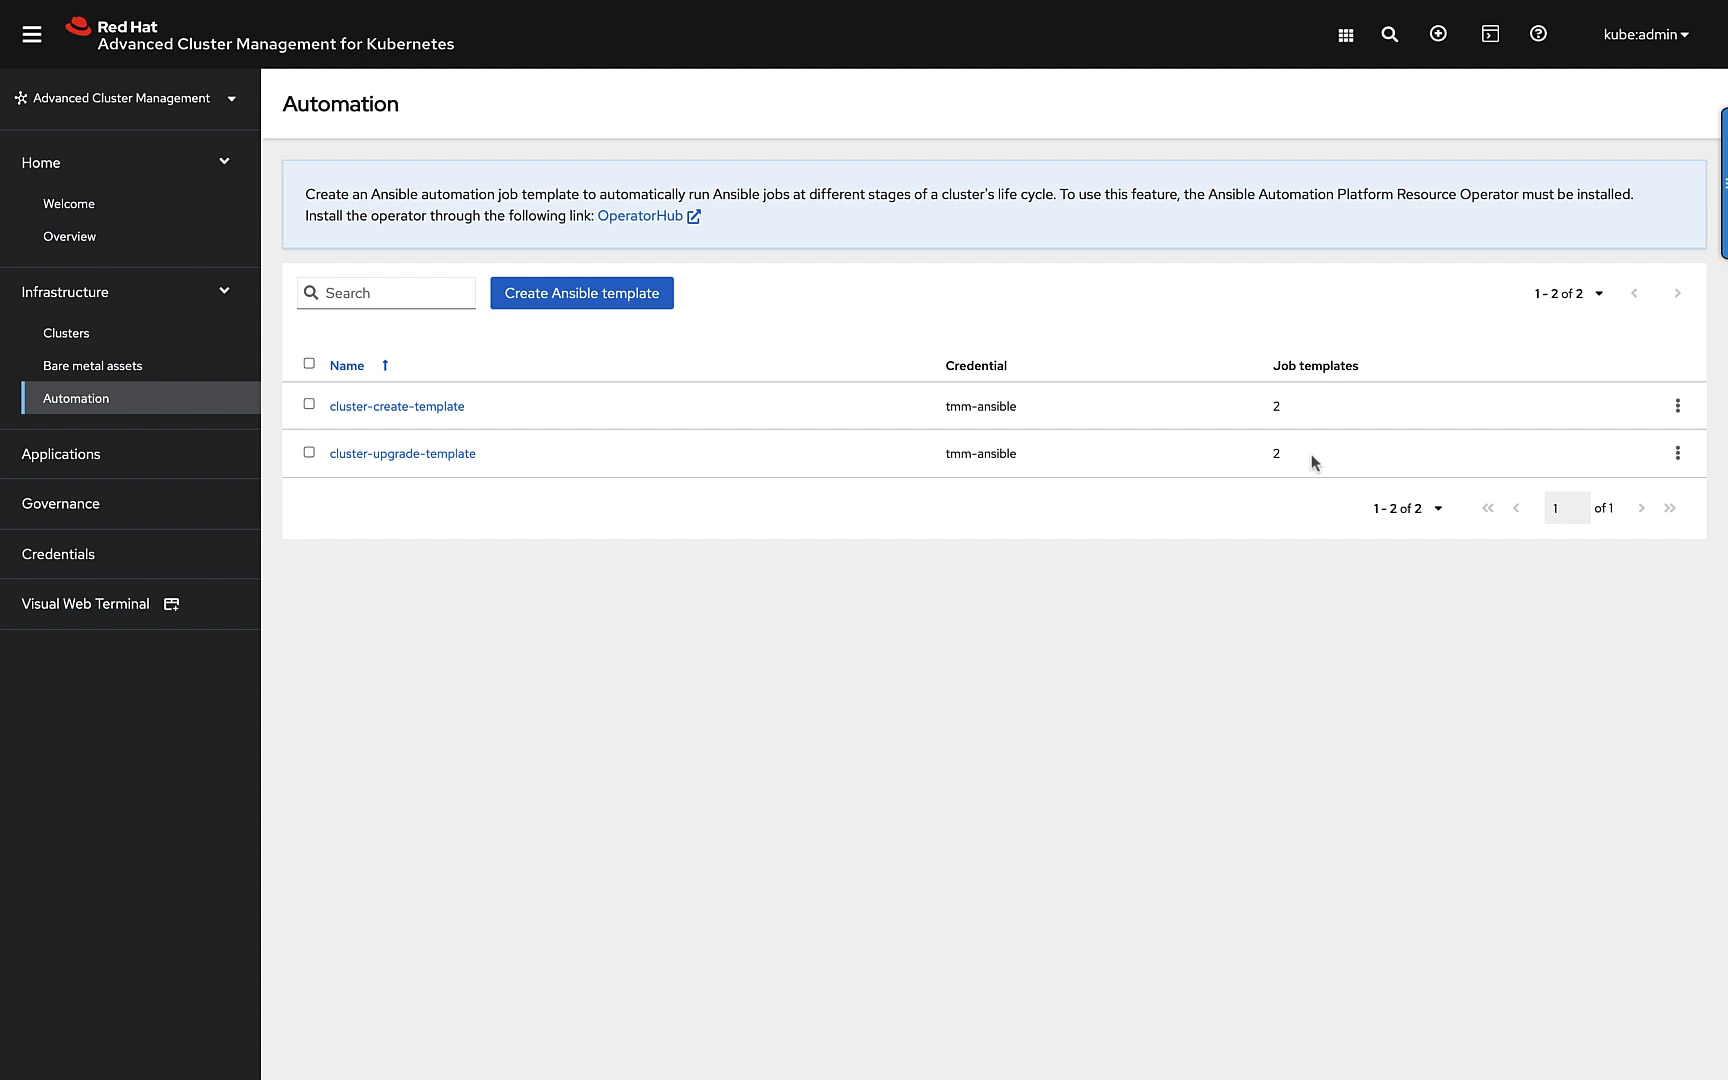 Red Hat
Advanced Cluster Management for Kubernetes
kube:admin
Advanced Cluster Management
Home
Welcome
Overview
Infrastructure
Clusters
Bare metal assets
Automation
Applications
Governance
Credentials
Visual Web Terminal
Automation
Create an Ansible automation job template to automatically run Ansible jobs at different stages of a cluster's life cycle. To use this feature, the Ansible Automation Platform Resource Operator must be installed.
Install the operator through the following link: OperatorHub
Search
Create Ansible template
1 - 2 of 2
Name
Credential
Job templates
cluster-create-template
tmm-ansible
2
cluster-upgrade-template
tmm-ansible
2
1 - 2 of 2
1
of 1